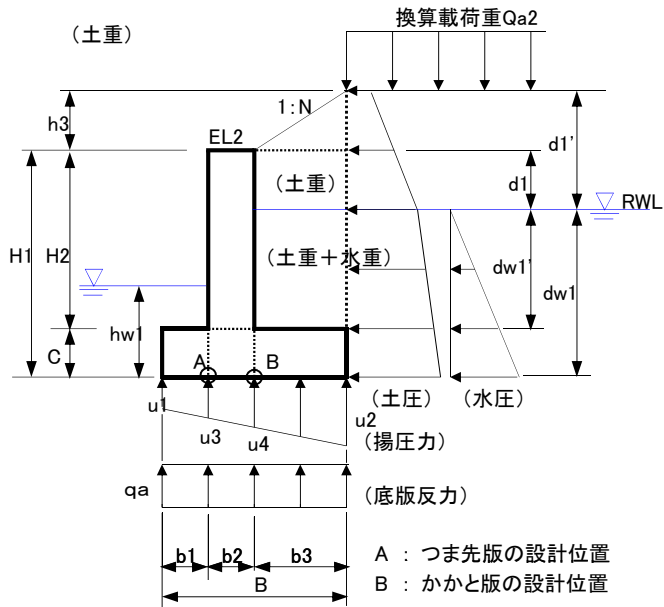 換算載荷重Qa2
（土重）
1：N
h3
EL2
d1'
（土重）
d1
RWL
H1
H2
（土重＋水重）
dw1'
dw1
hw1
C
A
B
（土圧）
（水圧）
u1
u2
u3
u4
（揚圧力）
qa
（底版反力）
b1
b2
b3
B
A ： つま先版の設計位置
B ： かかと版の設計位置